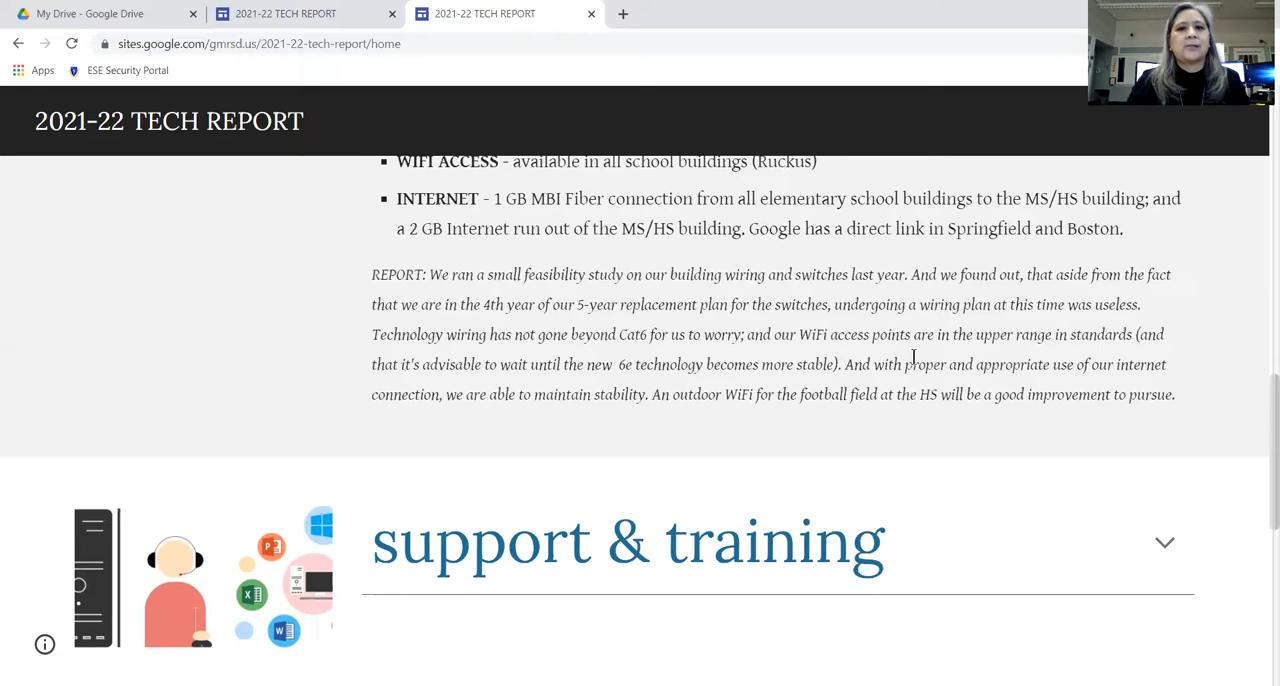 My Drive - Google Drive
2021-22 TECH REPORT
2021-22 TECH REPORT
sites.google.com/gmrsd.us/2021-22-tech-report/home
Apps
ESE Security Portal
2021-22 TECH REPORT
WIFI ACCESS - available in all school buildings (Ruckus)
INTERNET - 1 GB MBI Fiber connection from all elementary school buildings to the MS/HS building; and
a 2 GB Internet run out of the MS/HS building. Google has a direct link in Springfield and Boston.
REPORT: We ran a small feasibility study on our building wiring and switches last year. And we found out, that aside from the fact
that we are in the 4th year of our 5-year replacement plan for the switches, undergoing a wiring plan at this time was useless.
Technology wiring has not gone beyond Cat6 for us to worry; and our WiFi access points are in the upper range in standards (and
that it's advisable to wait until the new 6e technology becomes more stable). And with proper and appropriate use of our internet
connection, we are able to maintain stability. An outdoor WiFi for the football field at the HS will be a good improvement to pursue.
support & training